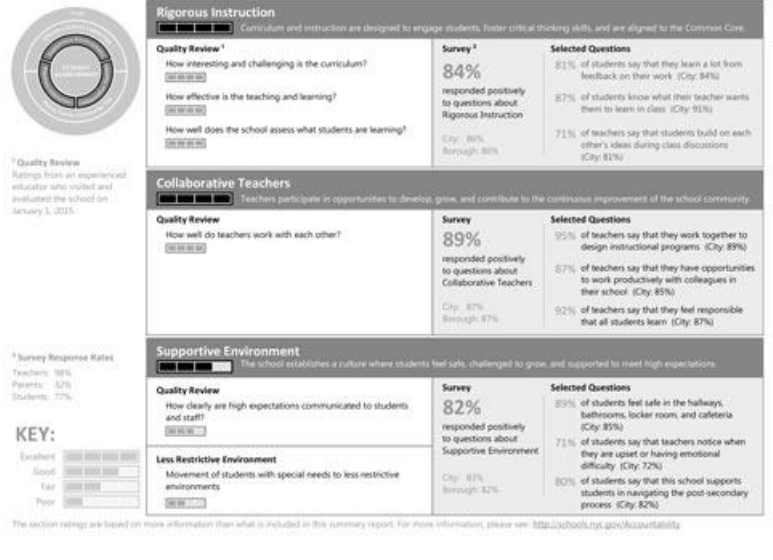 Rigorous Instruction
Curriculum and instruction are designed to engage students, foster critical thinking skills, and are aligned to the Common Core.
Quality Review ¹
How interesting and challenging is the curriculum?
How effective is the teaching and learning?
How well does the school assess what students are learning?
Survey ²
84%
responded positively
to questions about
Rigorous Instruction
City: 86%
Borough: 86%
Selected Questions
81% of students say that they learn a lot from
feedback on their work (City: 84%)
87% of students know what their teacher wants
them to learn in class (City: 91%)
71% of teachers say that students build on each
other's ideas during class discussions
(City: 81%)
¹ Quality Review
Ratings from an experienced
educator who visited and
evaluated the school on
January 1, 2015.
Collaborative Teachers
Teachers participate in opportunities to develop, grow, and contribute to the continuous improvement of the school community.
Quality Review
How well do teachers work with each other?
Survey
89%
responded positively
to questions about
Collaborative Teachers
City: 87%
Borough: 87%
Selected Questions
95% of teachers say that they work together to
design instructional programs (City: 89%)
87% of teachers say that they have opportunities
to work productively with colleagues in
their school (City: 85%)
92% of teachers say that they feel responsible
that all students learn (City: 87%)
² Survey Response Rates
Teachers: 98%
Parents: 32%
Students: 77%
KEY:
Excellent
Good
Fair
Poor
Supportive Environment
The school establishes a culture where students feel safe, challenged to grow, and supported to meet high expectations.
Quality Review
How clearly are high expectations communicated to students
and staff?
Less Restrictive Environment
Movement of students with special needs to less restrictive
environments
Survey
82%
responded positively
to questions about
Supportive Environment
City: 83%
Borough: 82%
Selected Questions
89% of students feel safe in the hallways,
bathrooms, locker room, and cafeteria
(City: 85%)
71% of students say that teachers notice when
they are upset or having emotional
difficulty (City: 72%)
80% of students say that this school supports
students in navigating the post-secondary
process (City: 82%)
The section ratings are based on more information than what is included in this summary report. For more information, please see: http://schools.nyc.gov/Accountability